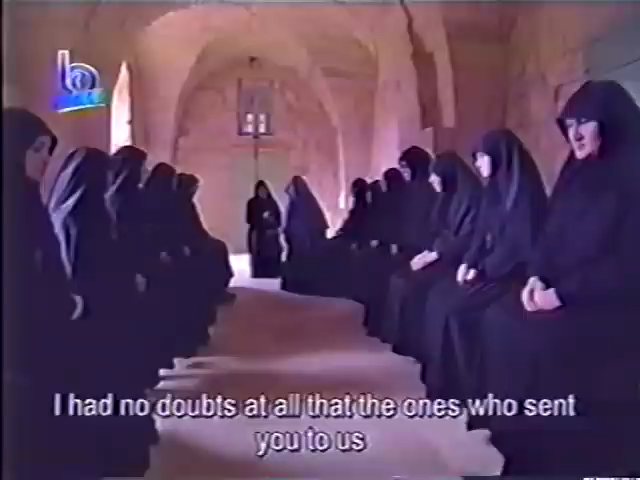 I had no doubts at all that the ones who sent
you to us